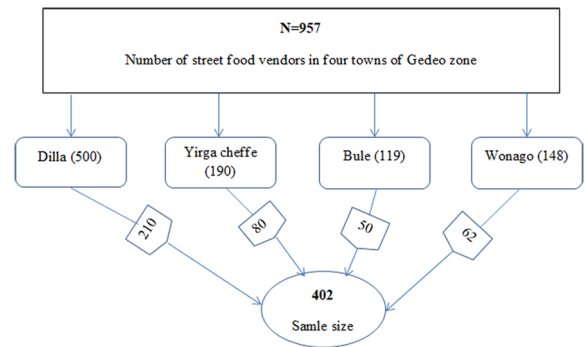 N=957
Number of street food vendors in four towns of Gedeo zone
Dilla (500)
Yirga cheffe
(190)
Bule (119)
Wonago (148)
210
80
50
62
402
Samle size